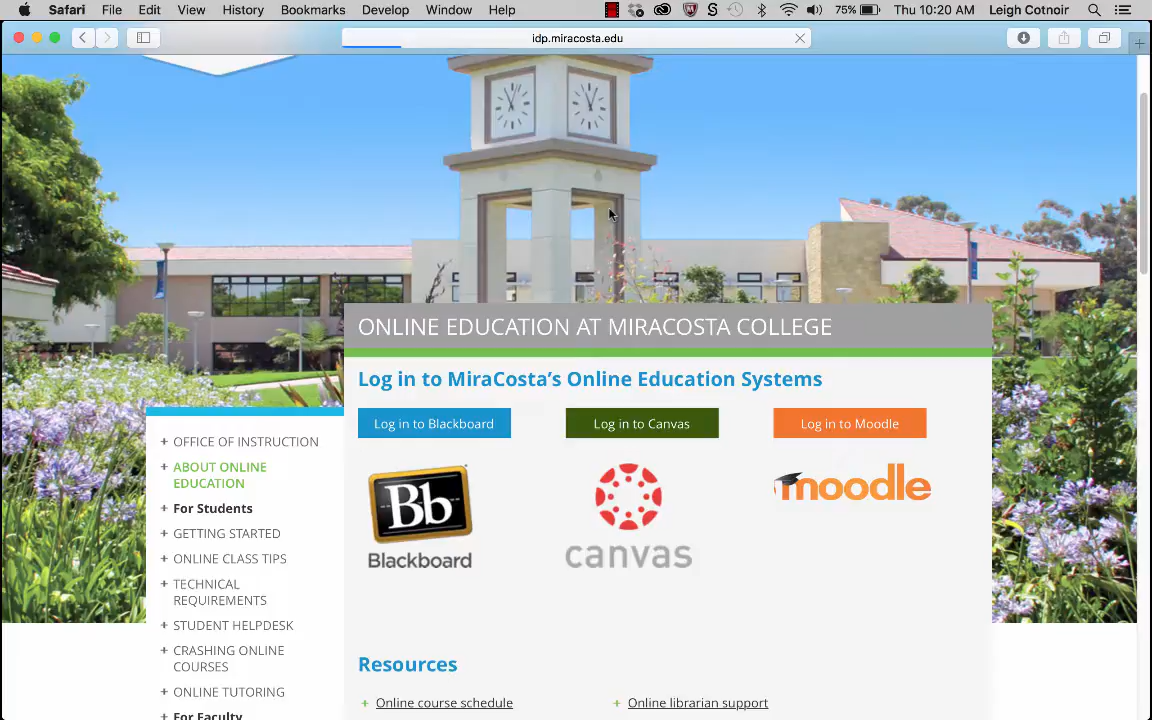 Safari File Edit View History Bookmarks Develop Window Help 75% Thu 10:20 AM Leigh Cotnoir
idp.miracosta.edu
ONLINE EDUCATION AT MIRACOSTA COLLEGE
Log in to MiraCosta's Online Education Systems
Log in to Blackboard Log in to Canvas Log in to Moodle
Bb
Blackboard
canvas
moodle
+ OFFICE OF INSTRUCTION
+ ABOUT ONLINE
EDUCATION
+ For Students
+ GETTING STARTED
+ ONLINE CLASS TIPS
+ TECHNICAL
REQUIREMENTS
+ STUDENT HELPDESK
+ CRASHING ONLINE
COURSES
+ ONLINE TUTORING
+ For Faculty
Resources
+ Online course schedule
+ Online librarian support